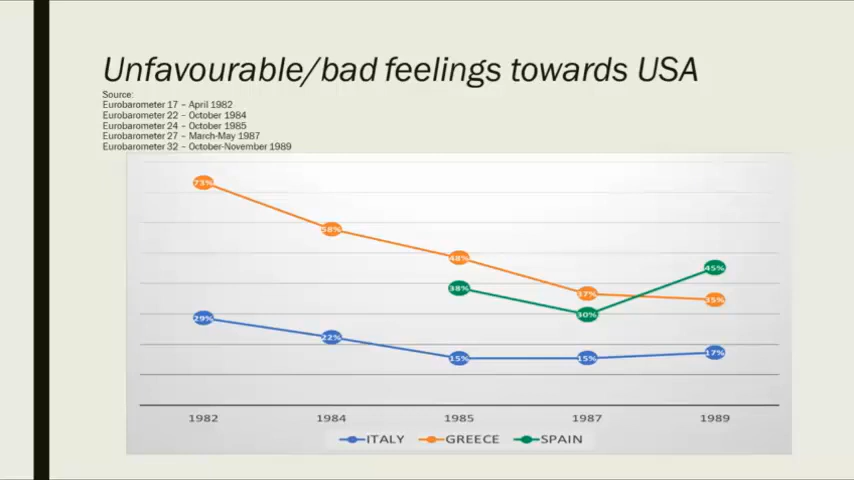 Unfavourable/bad feelings towards USA
Source:
Eurobarometer 17 – April 1982
Eurobarometer 22 – October 1984
Eurobarometer 24 – October 1985
Eurobarometer 27 – March-May 1987
Eurobarometer 32 – October-November 1989
73%
58%
48%
45%
38%
37%
35%
30%
29%
22%
15%
15%
17%
1982 1984 1985 1987 1989
ITALY GREECE SPAIN